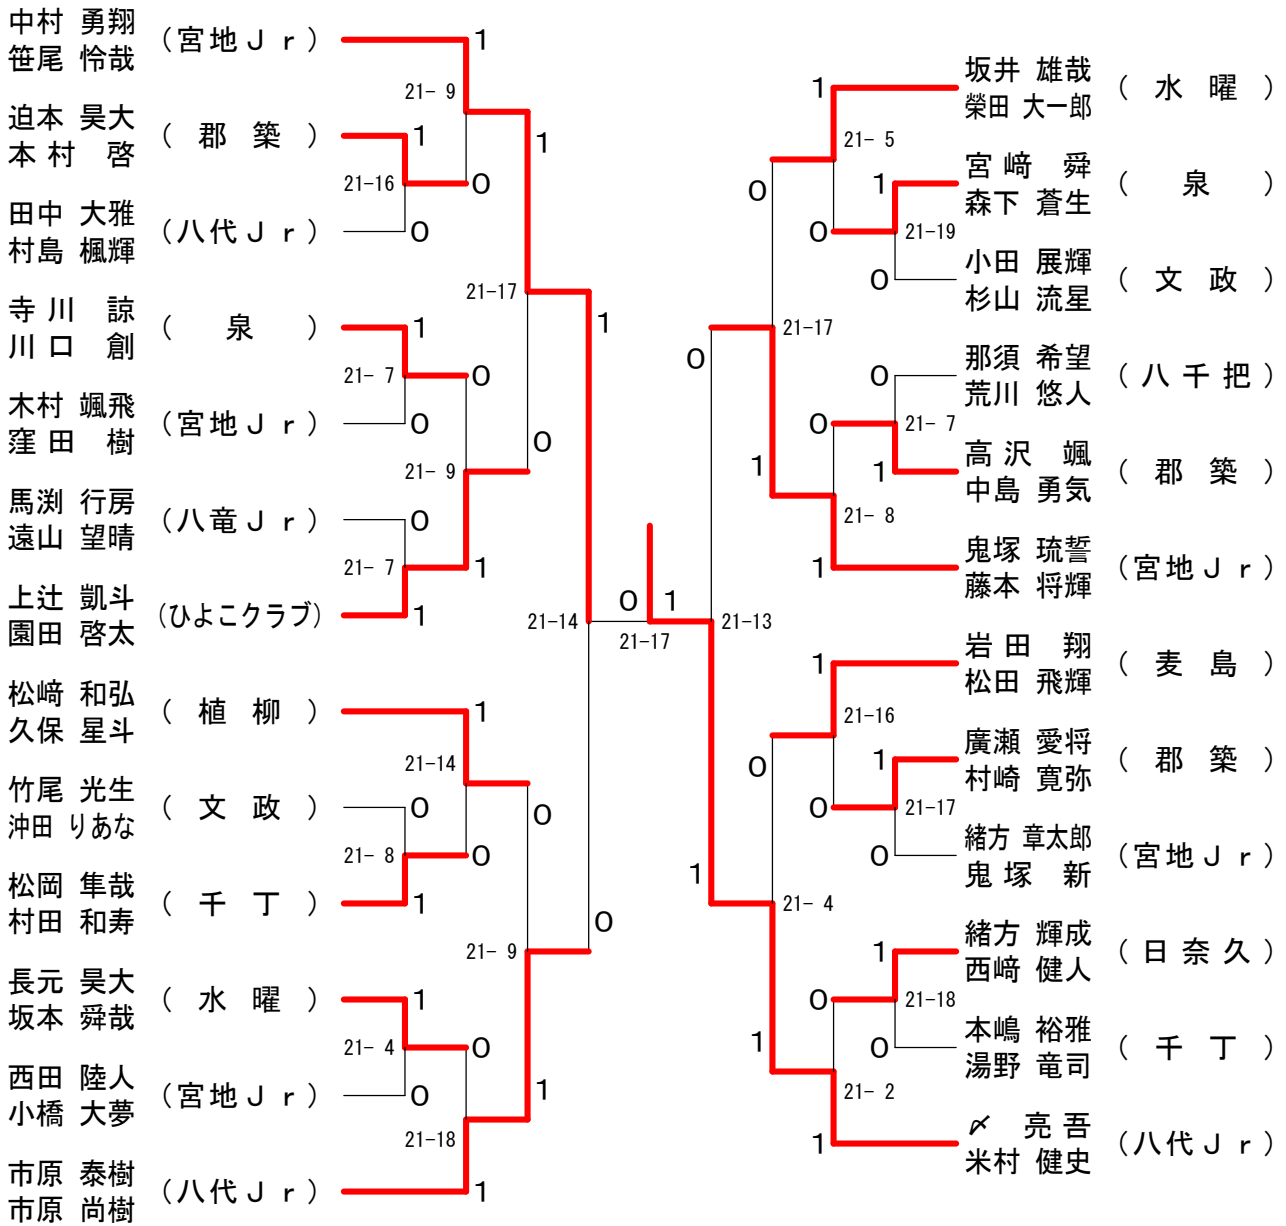 中村 勇翔
笹尾 怜哉
(宮地Jr)
1
21- 9
迫本 昊大
本村 啓
(郡築)
1
21-16
0
1
田中 大雅
村島 楓輝
(八代Jr)
0
21-17
1
寺川 諒
川口 創
(泉)
1
21- 7
0
木村 颯飛
窪田 樹
(宮地Jr)
0
21- 9
0
馬渕 行房
遠山 望晴
(八竜Jr)
0
21- 7
1
上辻 凱斗
園田 啓太
(ひよこクラブ)
1
21-14
0
1
21-17
松﨑 和弘
久保 星斗
(植柳)
1
21-14
竹尾 光生
沖田 りあな
(文政)
0
0
21- 8
0
松岡 隼哉
村田 和寿
(千丁)
1
0
21- 9
長元 昊大
坂本 舜哉
(水曜)
1
21- 4
0
西田 陸人
小橋 大夢
(宮地Jr)
0
1
21-18
市原 泰樹
市原 尚樹
(八代Jr)
1
坂井 雄哉
榮田 大一郎
(水曜)
1
21- 5
宮﨑 舜
森下 蒼生
(泉)
1
0
0
21-19
小田 展輝
杉山 流星
(文政)
0
21-17
0
那須 希望
荒川 悠人
(八千把)
0
0
21- 7
高沢 颯
中島 勇気
(郡築)
1
1
21- 8
鬼塚 琉誓
藤本 将輝
(宮地Jr)
1
21-13
岩田 翔
松田 飛輝
(麦島)
1
21-16
廣瀬 愛将
村崎 寛弥
(郡築)
1
0
0
21-17
緒方 章太郎
鬼塚 新
(宮地Jr)
0
1
21- 4
緒方 輝成
西﨑 健人
(日奈久)
1
0
21-18
本嶋 裕雅
湯野 竜司
(千丁)
0
1
21- 2
〆 亮吾
米村 健史
(八代Jr)
1